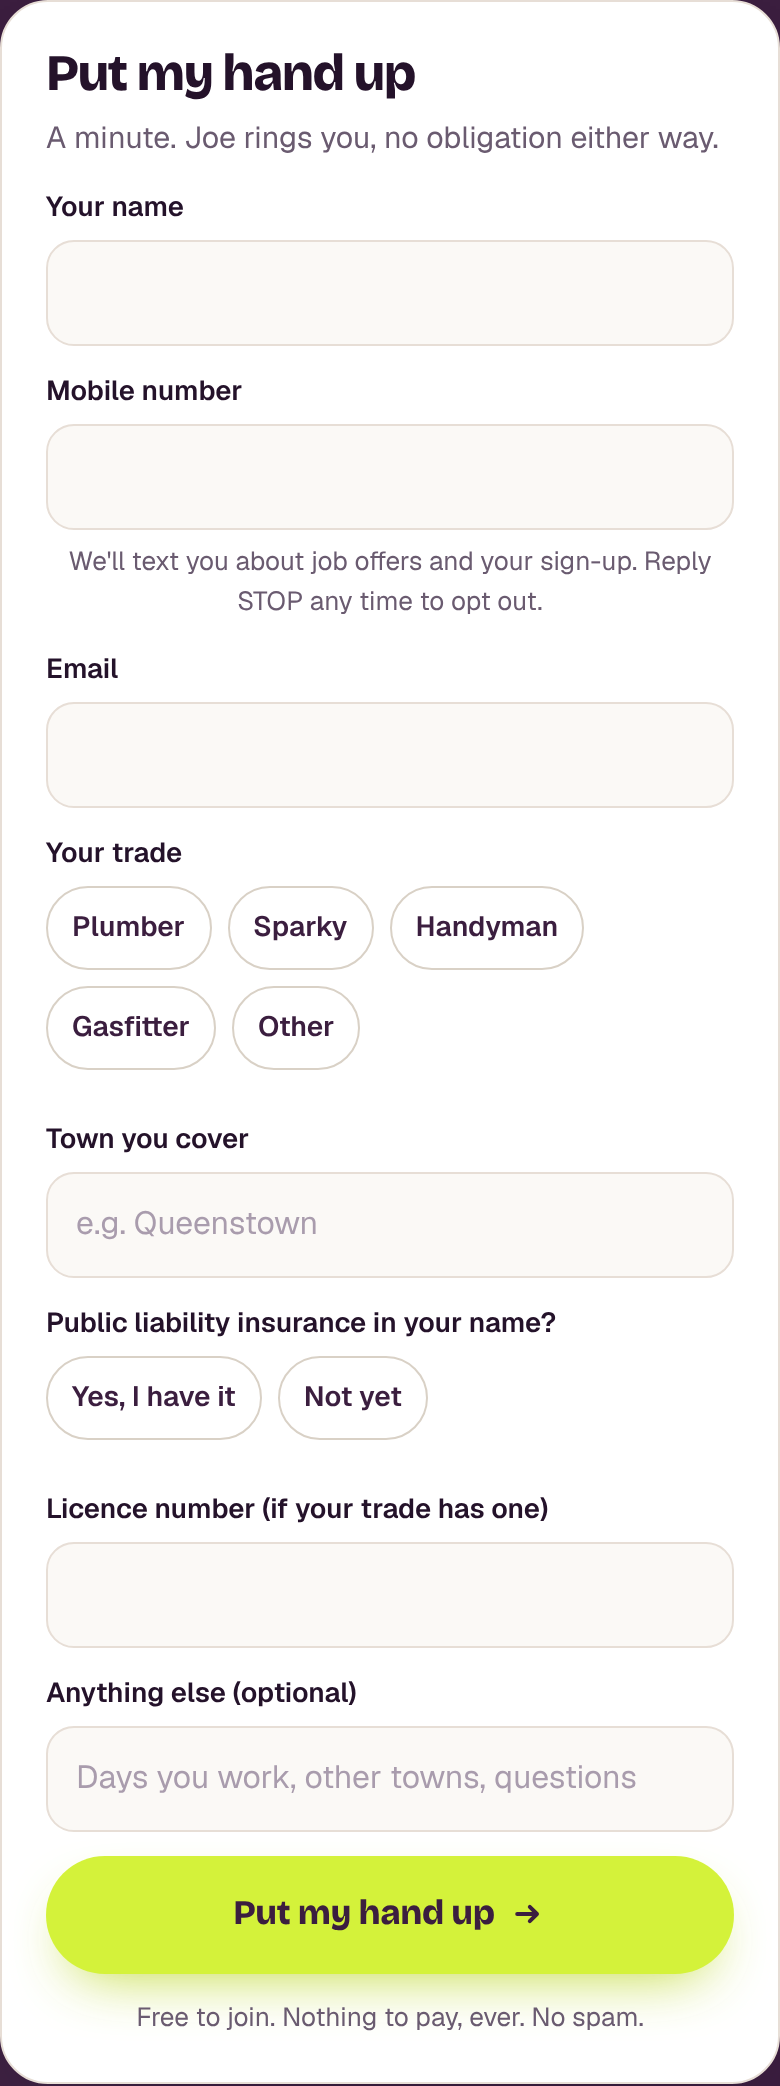 Put my hand up
A minute. Joe rings you, no obligation either way.
Your name
Mobile number
We'll text you about job offers and your sign-up. Reply
STOP any time to opt out.
Email
Your trade
Plumber Sparky Handyman
Gasfitter Other
Town you cover
e.g. Queenstown
Public liability insurance in your name?
Yes, I have it Not yet
Licence number (if your trade has one)
Anything else (optional)
Days you work, other towns, questions
Put my hand up →
Free to join. Nothing to pay, ever. No spam.